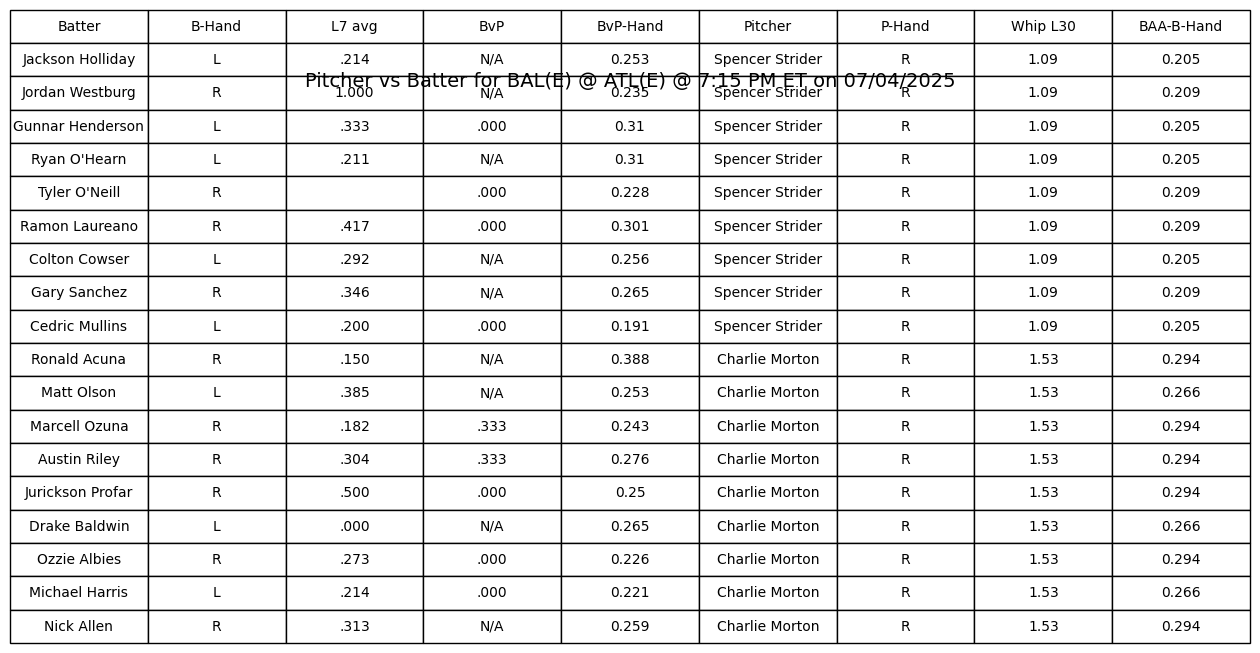 Batter B-Hand L7 avg BvP BvP-Hand Pitcher P-Hand Whip L30 BAA-B-Hand
Jackson Holliday L .214 N/A 0.253 Spencer Strider R 1.09 0.205
Pitcher vs Batter for BAL(E) @ ATL(E) @ 7:15 PM ET on 07/04/2025
Jordan Westburg R 1.000 N/A 0.235 Spencer Strider R 1.09 0.209
Gunnar Henderson L .333 .000 0.31 Spencer Strider R 1.09 0.205
Ryan O'Hearn L .211 N/A 0.31 Spencer Strider R 1.09 0.205
Tyler O'Neill R .000 0.228 Spencer Strider R 1.09 0.209
Ramon Laureano R .417 .000 0.301 Spencer Strider R 1.09 0.209
Colton Cowser L .292 N/A 0.256 Spencer Strider R 1.09 0.205
Gary Sanchez R .346 N/A 0.265 Spencer Strider R 1.09 0.209
Cedric Mullins L .200 .000 0.191 Spencer Strider R 1.09 0.205
Ronald Acuna R .150 N/A 0.388 Charlie Morton R 1.53 0.294
Matt Olson L .385 N/A 0.253 Charlie Morton R 1.53 0.266
Marcell Ozuna R .182 .333 0.243 Charlie Morton R 1.53 0.294
Austin Riley R .304 .333 0.276 Charlie Morton R 1.53 0.294
Jurickson Profar R .500 .000 0.25 Charlie Morton R 1.53 0.294
Drake Baldwin L .000 N/A 0.265 Charlie Morton R 1.53 0.266
Ozzie Albies R .273 .000 0.226 Charlie Morton R 1.53 0.294
Michael Harris L .214 .000 0.221 Charlie Morton R 1.53 0.266
Nick Allen R .313 N/A 0.259 Charlie Morton R 1.53 0.294